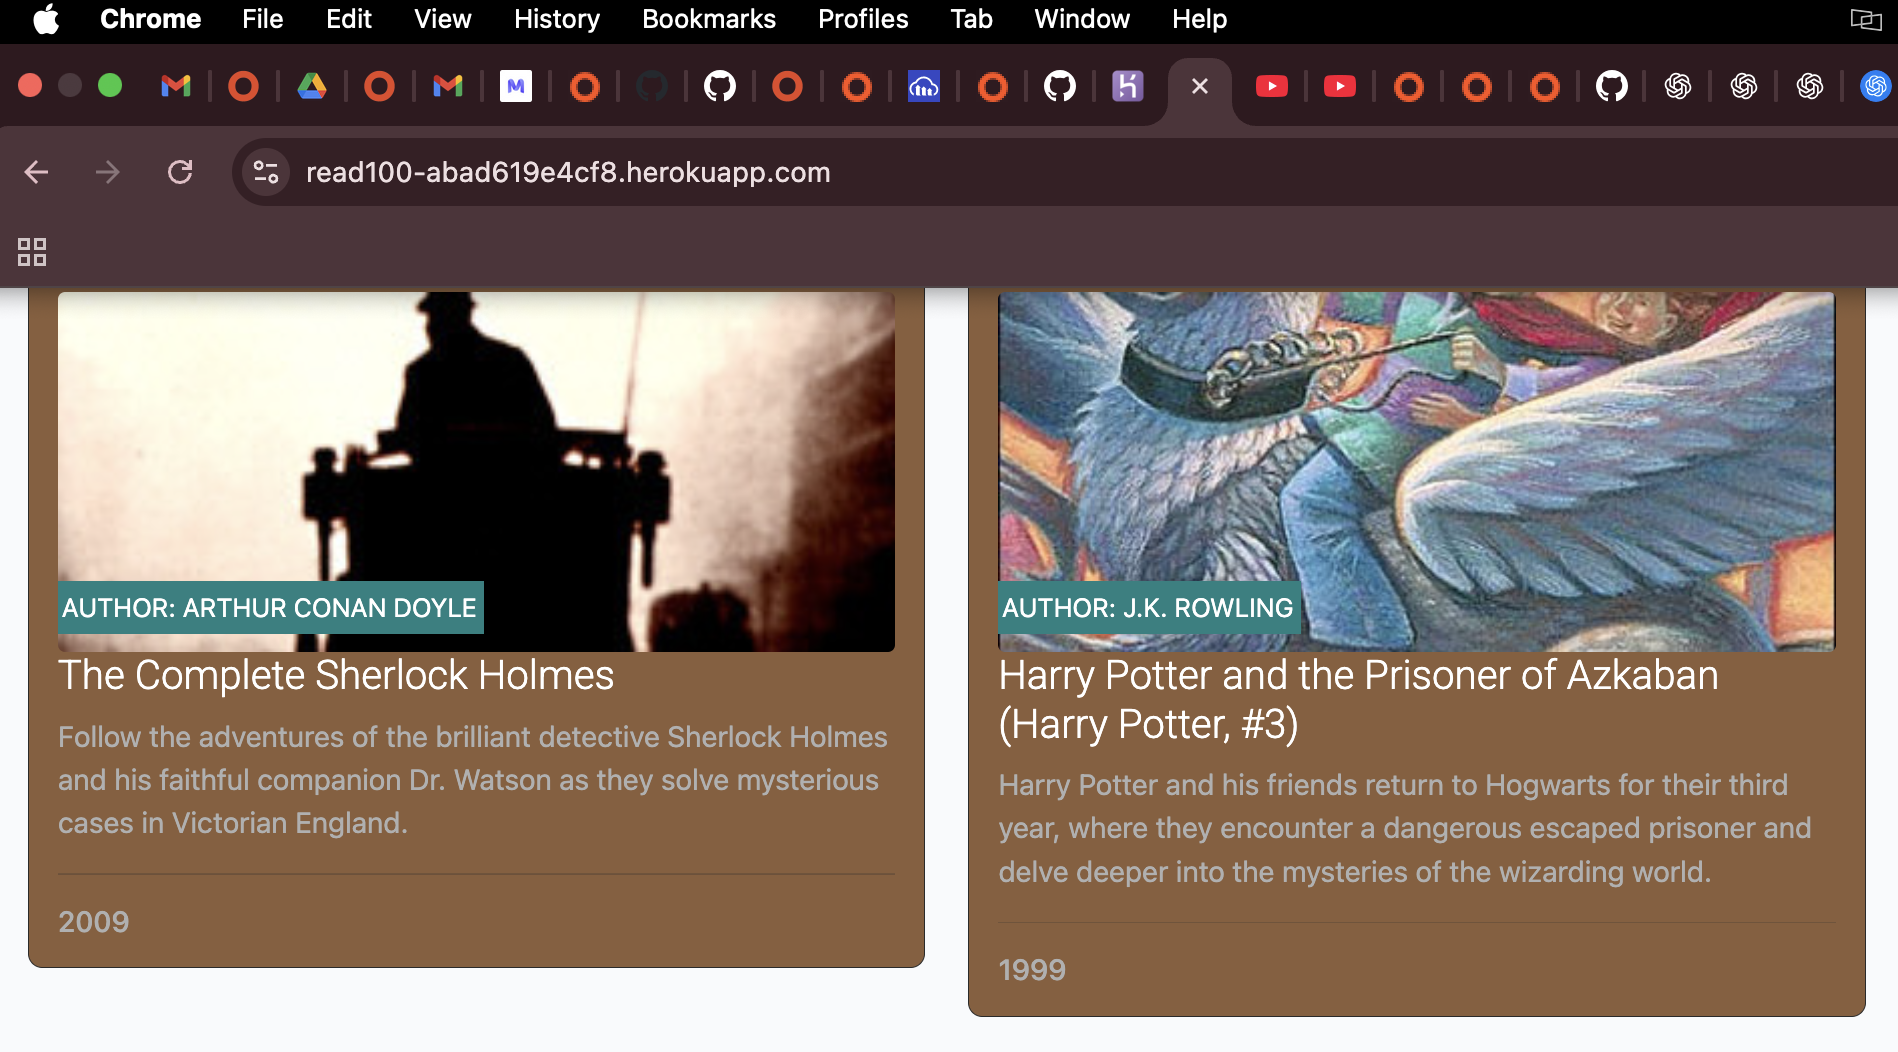 Chrome File Edit View History Bookmarks Profiles Tab Window Help
read100-abad619e4cf8.herokuapp.com
AUTHOR: ARTHUR CONAN DOYLE
The Complete Sherlock Holmes
Follow the adventures of the brilliant detective Sherlock Holmes
and his faithful companion Dr. Watson as they solve mysterious
cases in Victorian England.
2009
AUTHOR: J.K. ROWLING
Harry Potter and the Prisoner of Azkaban
(Harry Potter, #3)
Harry Potter and his friends return to Hogwarts for their third
year, where they encounter a dangerous escaped prisoner and
delve deeper into the mysteries of the wizarding world.
1999